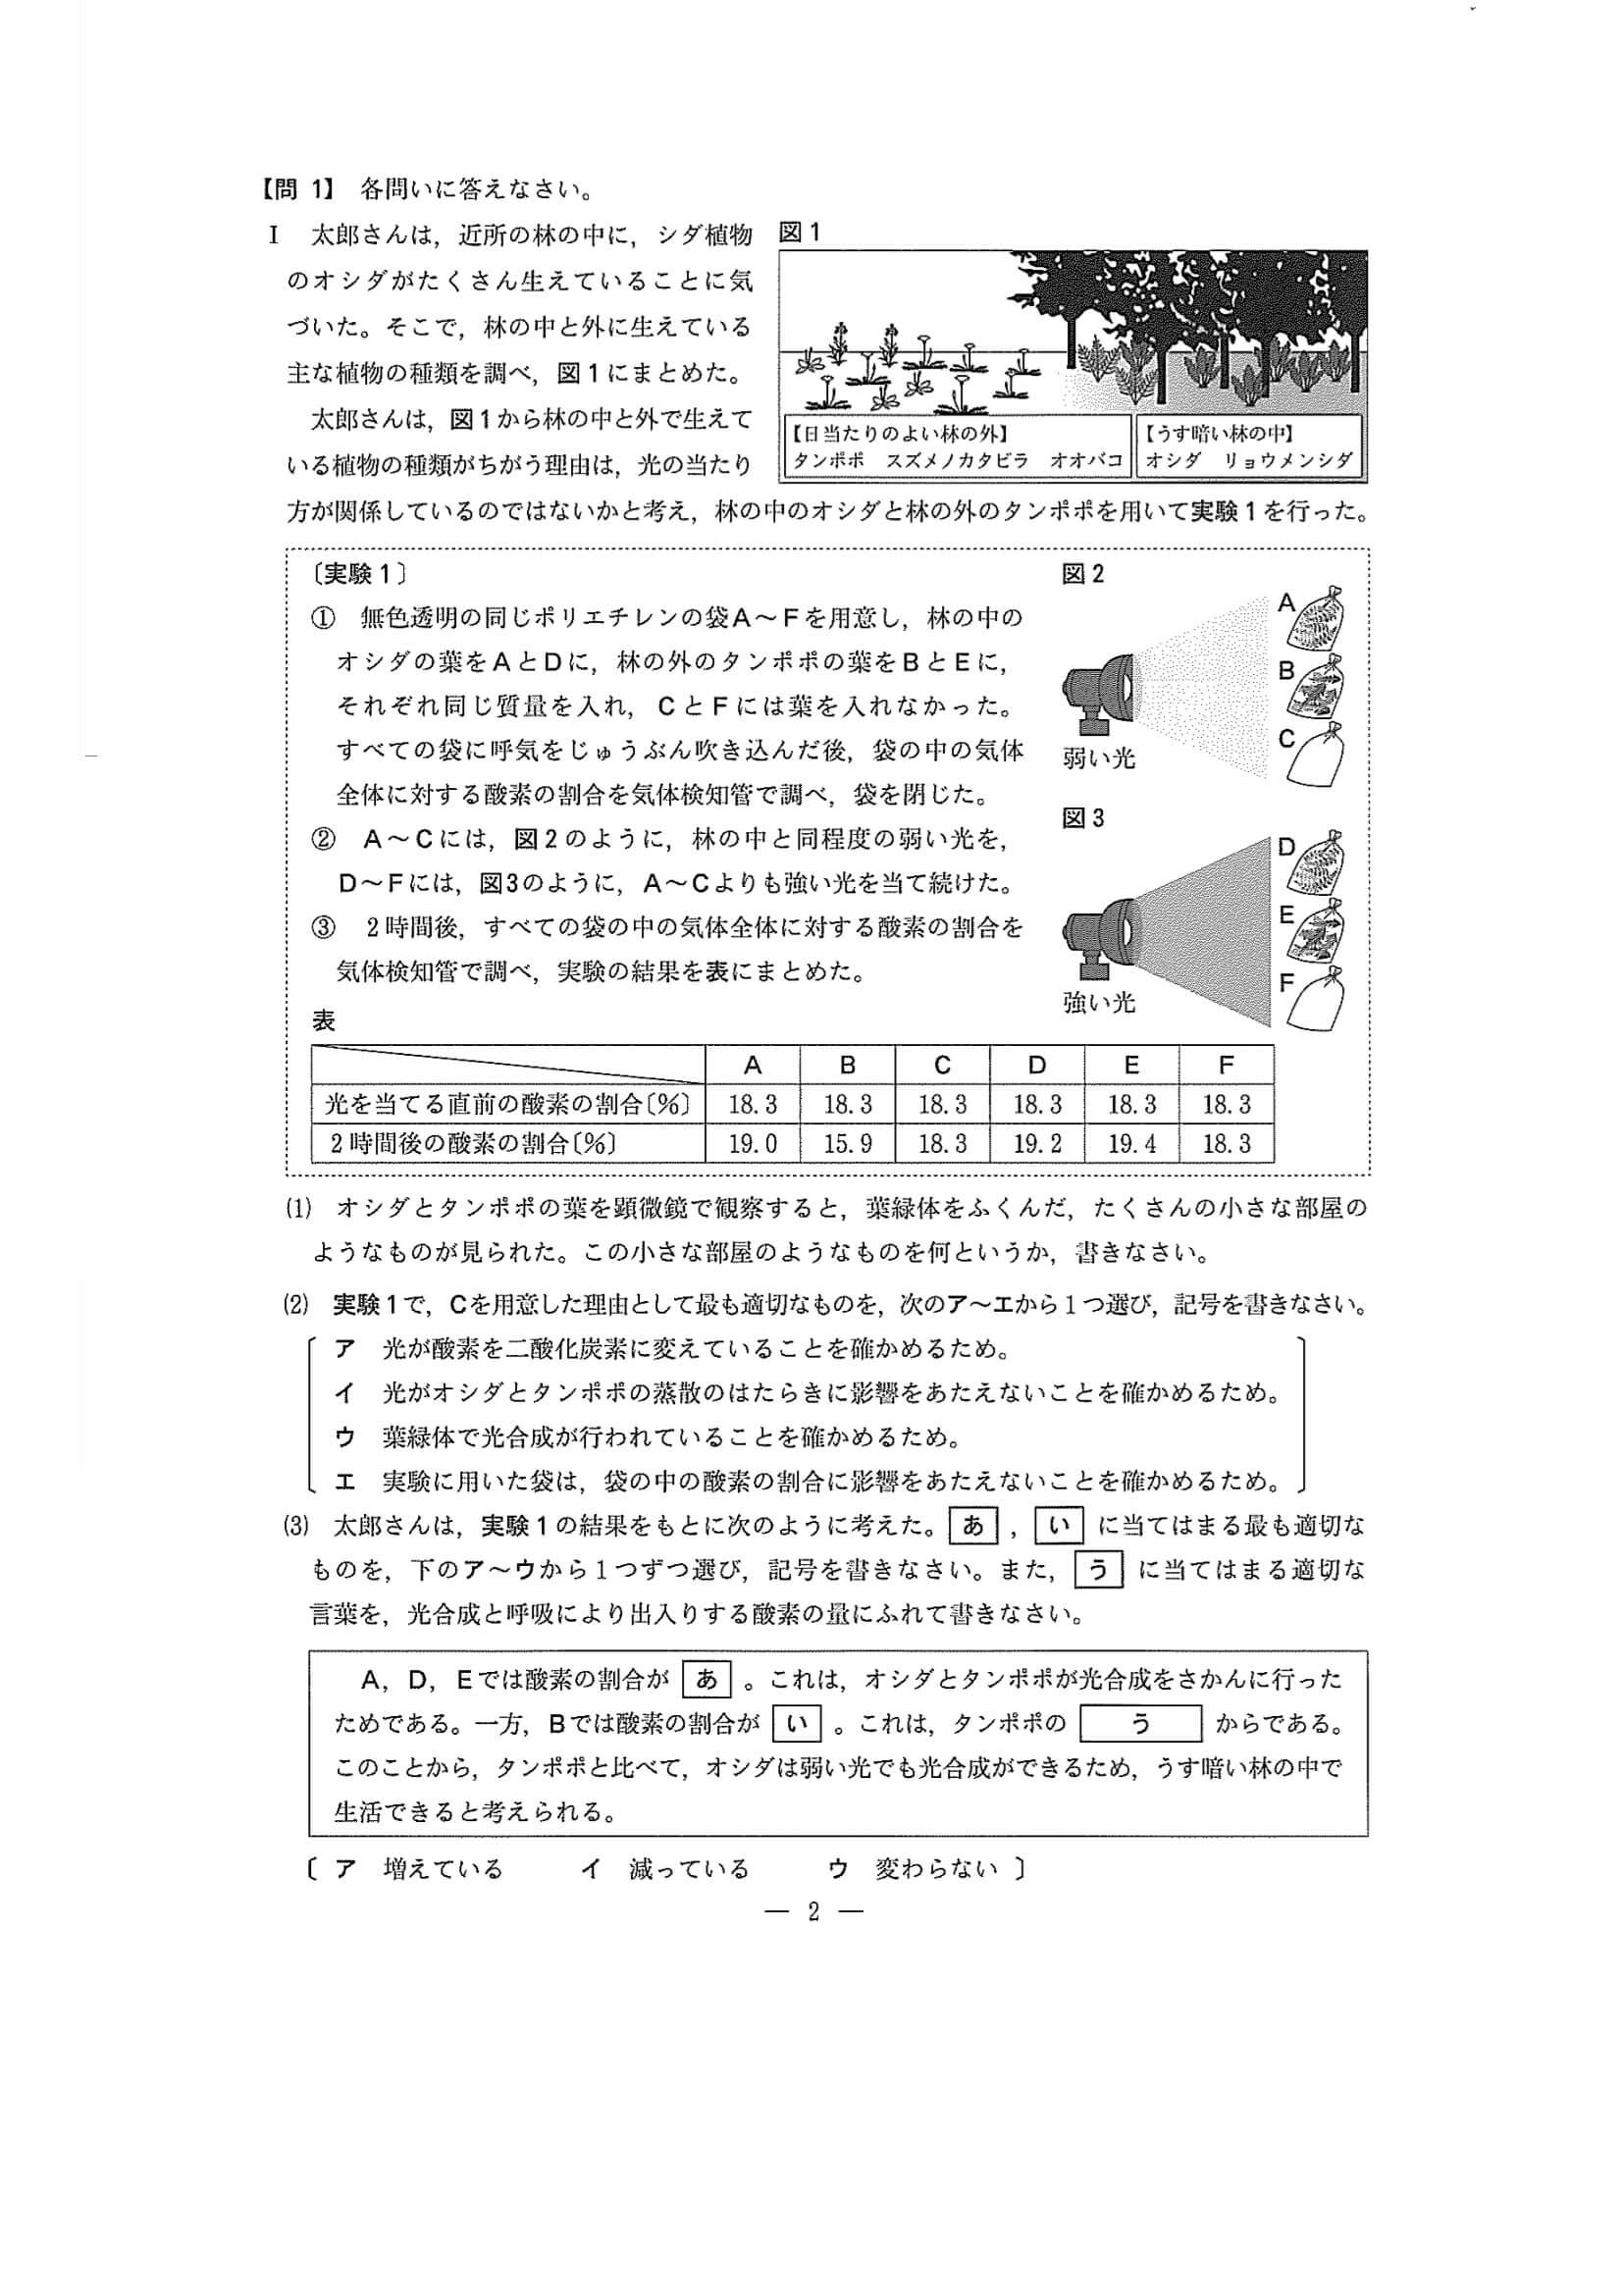 【問 1】 各問いに答えなさい。
Ⅰ 太郎さんは，近所の林の中に，シダ植物
のオシダがたくさん生えていることに気
づいた。そこで，林の中と外に生えている
主な植物の種類を調べ，図1にまとめた。
太郎さんは，図1から林の中と外で生えて
いる植物の種類がちがう理由は，光の当たり
方が関係しているのではないかと考え，林の中のオシダと林の外のタンポポを用いて実験1を行った。
図1
【日当たりのよい林の外】
タンポポ スズメノカタビラ オオバコ
【うす暗い林の中】
オシダ リョウメンシダ
〔実験1〕
① 無色透明の同じポリエチレンの袋A～Fを用意し，林の中の
オシダの葉をAとDに，林の外のタンポポの葉をBとEに，
それぞれ同じ質量を入れ，CとFには葉を入れなかった。
すべての袋に呼気をじゅうぶん吹き込んだ後，袋の中の気体
全体に対する酸素の割合を気体検知管で調べ，袋を閉じた。
② A～Cには，図2のように，林の中と同程度の弱い光を，
D～Fには，図3のように，A～Cよりも強い光を当て続けた。
③ 2時間後，すべての袋の中の気体全体に対する酸素の割合を
気体検知管で調べ，実験の結果を表にまとめた。
図2
A
B
C
弱い光
図3
D
E
F
強い光
表
A B C D E F
光を当てる直前の酸素の割合〔％〕 18.3 18.3 18.3 18.3 18.3 18.3
2時間後の酸素の割合〔％〕 19.0 15.9 18.3 19.2 19.4 18.3
(1) オシダとタンポポの葉を顕微鏡で観察すると，葉緑体をふくんだ，たくさんの小さな部屋の
ようなものが見られた。この小さな部屋のようなものを何というか，書きなさい。
(2) 実験1で，Cを用意した理由として最も適切なものを，次のア～エから1つ選び，記号を書きなさい。
ア 光が酸素を二酸化炭素に変えていることを確かめるため。
イ 光がオシダとタンポポの蒸散のはたらきに影響をあたえないことを確かめるため。
ウ 葉緑体で光合成が行われていることを確かめるため。
エ 実験に用いた袋は，袋の中の酸素の割合に影響をあたえないことを確かめるため。
(3) 太郎さんは，実験1の結果をもとに次のように考えた。 あ ， い に当てはまる最も適切な
ものを，下のア～ウから1つずつ選び，記号を書きなさい。また， う に当てはまる適切な
言葉を，光合成と呼吸により出入りする酸素の量にふれて書きなさい。
A，D，Eでは酸素の割合が あ 。これは，オシダとタンポポが光合成をさかんに行った
ためである。一方，Bでは酸素の割合が い 。これは，タンポポの う からである。
このことから，タンポポと比べて，オシダは弱い光でも光合成ができるため，うす暗い林の中で
生活できると考えられる。
〔 ア 増えている イ 減っている ウ 変わらない 〕
― 2 ―